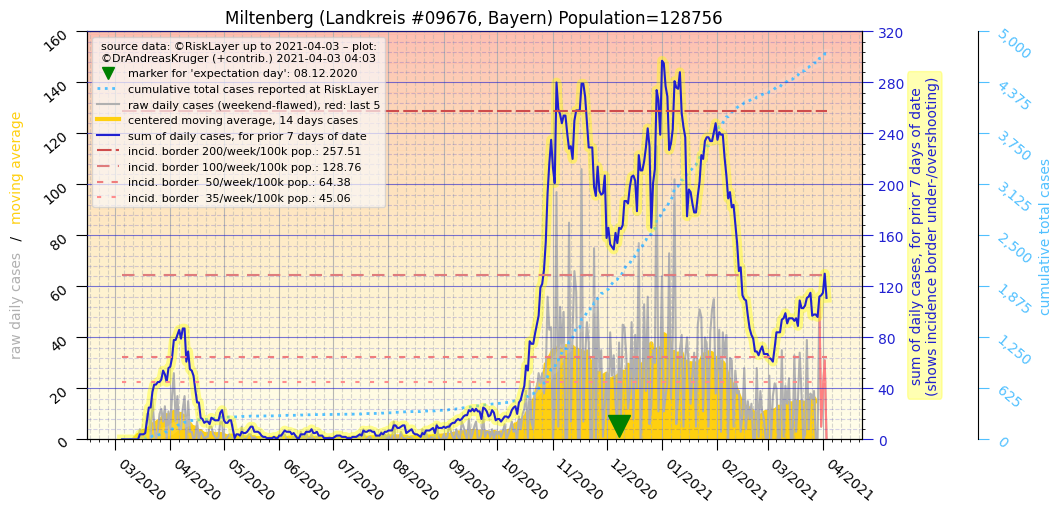 Miltenberg (Landkreis #09676, Bayern) Population=128756
source data: ©RiskLayer up to 2021-04-03 – plot:
©DrAndreasKruger (+contrib.) 2021-04-03 04:03
marker for 'expectation day': 08.12.2020
cumulative total cases reported at RiskLayer
raw daily cases (weekend-flawed), red: last 5
centered moving average, 14 days cases
sum of daily cases, for prior 7 days of date
incid. border 200/week/100k pop.: 257.51
incid. border 100/week/100k pop.: 128.76
incid. border  50/week/100k pop.: 64.38
incid. border  35/week/100k pop.: 45.06
raw daily cases  /  moving average
160
140
120
100
80
60
40
20
0
03/2020
04/2020
05/2020
06/2020
07/2020
08/2020
09/2020
10/2020
11/2020
12/2020
01/2021
02/2021
03/2021
04/2021
320
280
240
200
160
120
80
40
0
sum of daily cases, for prior 7 days of date
(shows incidence border under-/overshooting)
5,000
4,375
3,750
3,125
2,500
1,875
1,250
625
0
cumulative total cases